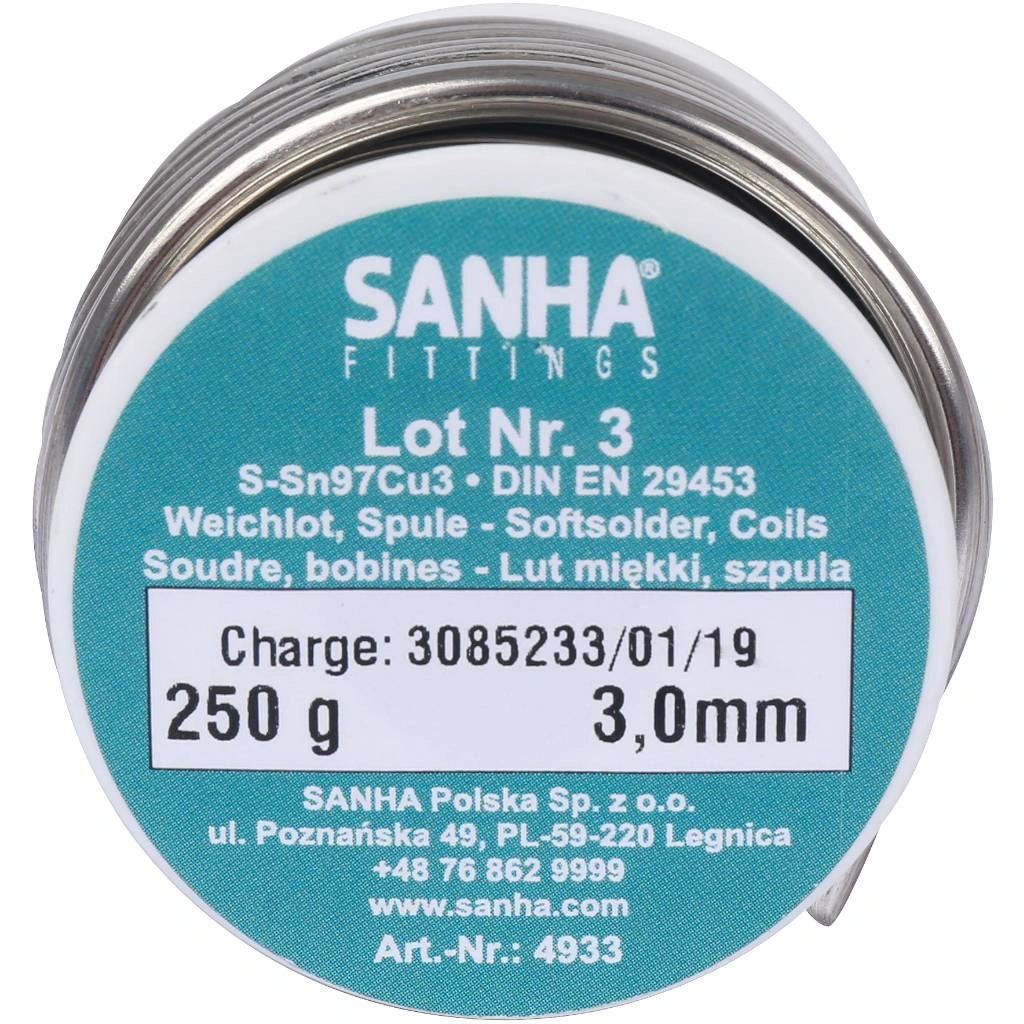 SANHA®
FITTINGS
Lot Nr. 3
S-Sn97Cu3 • DIN EN 29453
Weichlot, Spule - Softsolder, Coils
Soudre, bobines - Lut miękki, szpula
Charge: 3085233/01/19
250 g 3,0mm
SANHA Polska Sp. z o.o.
ul. Poznańska 49, PL-59-220 Legnica
+48 76 862 9999
www.sanha.com
Art.-Nr.: 4933